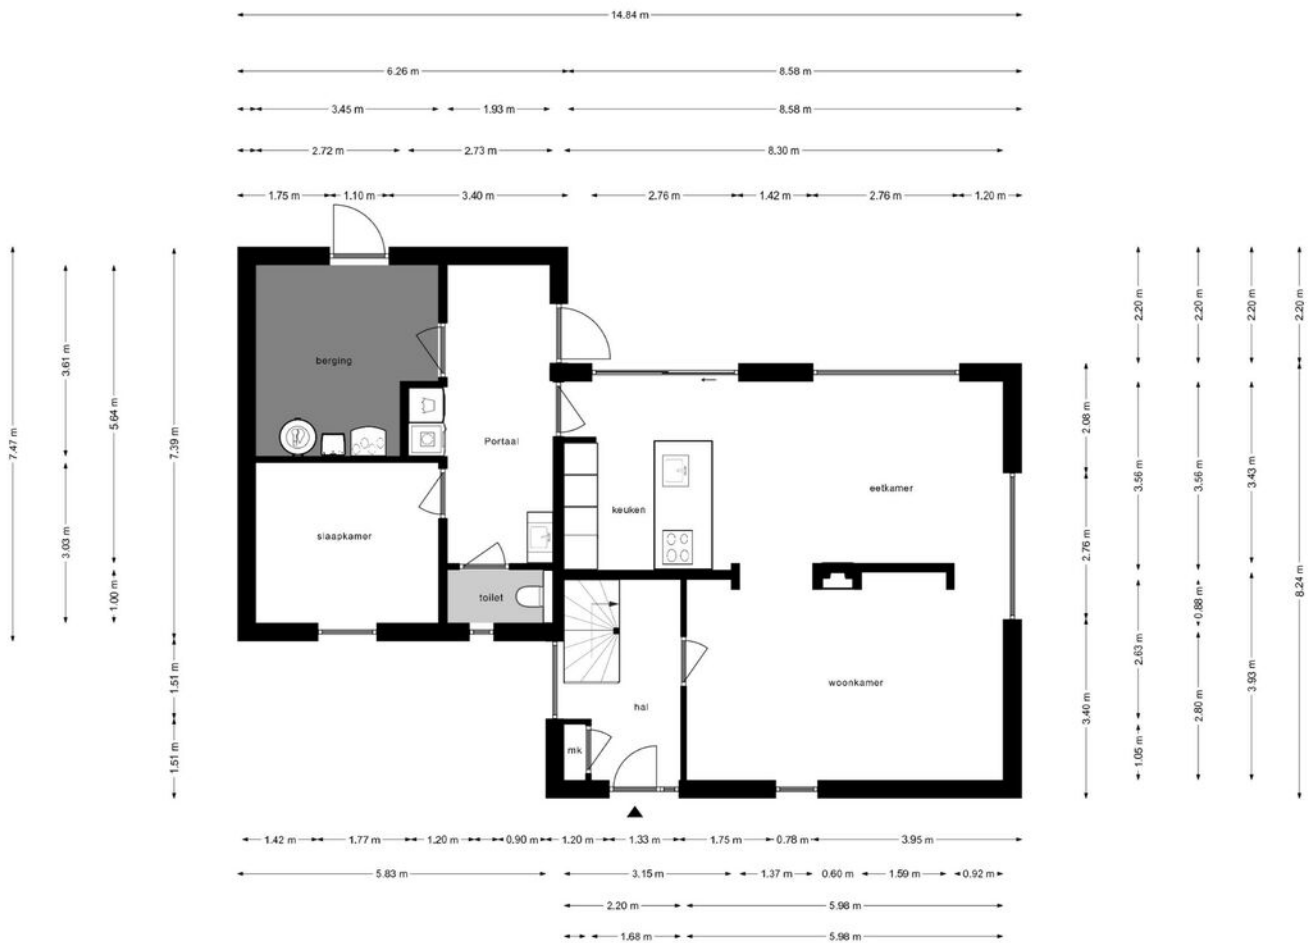 14.84 m
6.26 m 8.58 m
3.45 m 1.93 m 8.58 m
2.72 m 2.73 m 8.30 m
1.75 m 1.10 m 3.40 m 2.76 m 1.42 m 2.76 m 1.20 m
7.47 m
3.61 m 3.03 m
5.64 m 1.00 m
7.39 m 1.51 m 1.51 m
berging
Portaal
keuken
eetkamer
slaapkamer
toilet
woonkamer
hal
mk
2.08 m 2.76 m 3.40 m
2.20 m 3.56 m 2.63 m 1.05 m
2.20 m 3.56 m 0.88 m 2.80 m
2.20 m 3.43 m 3.93 m
2.20 m 8.24 m
1.42 m 1.77 m 1.20 m 0.90 m 1.20 m 1.33 m 1.75 m 0.78 m 3.95 m
5.83 m 3.15 m 1.37 m 0.60 m 1.59 m 0.92 m
2.20 m 5.98 m
1.68 m 5.98 m